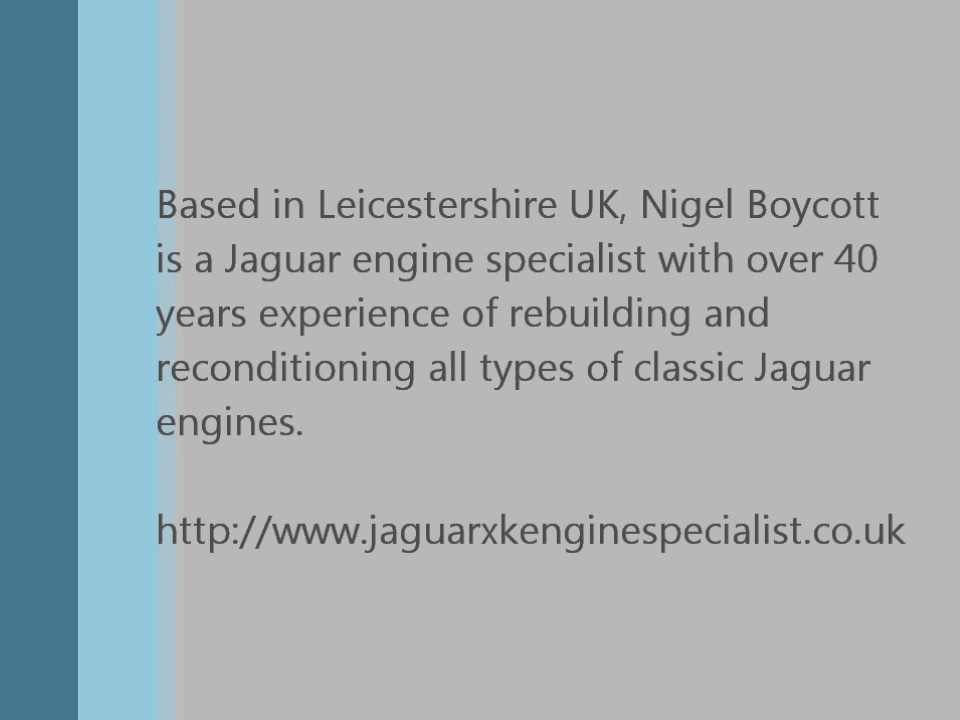 Based in Leicestershire UK, Nigel Boycott
is a Jaguar engine specialist with over 40
years experience of rebuilding and
reconditioning all types of classic Jaguar
engines.
http://www.jaguarxkenginespecialist.co.uk